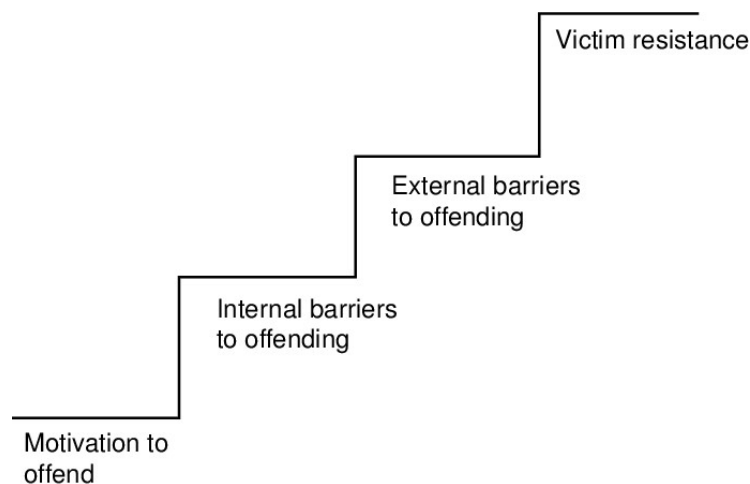 Victim resistance
External barriers
to offending
Internal barriers
to offending
Motivation to
offend